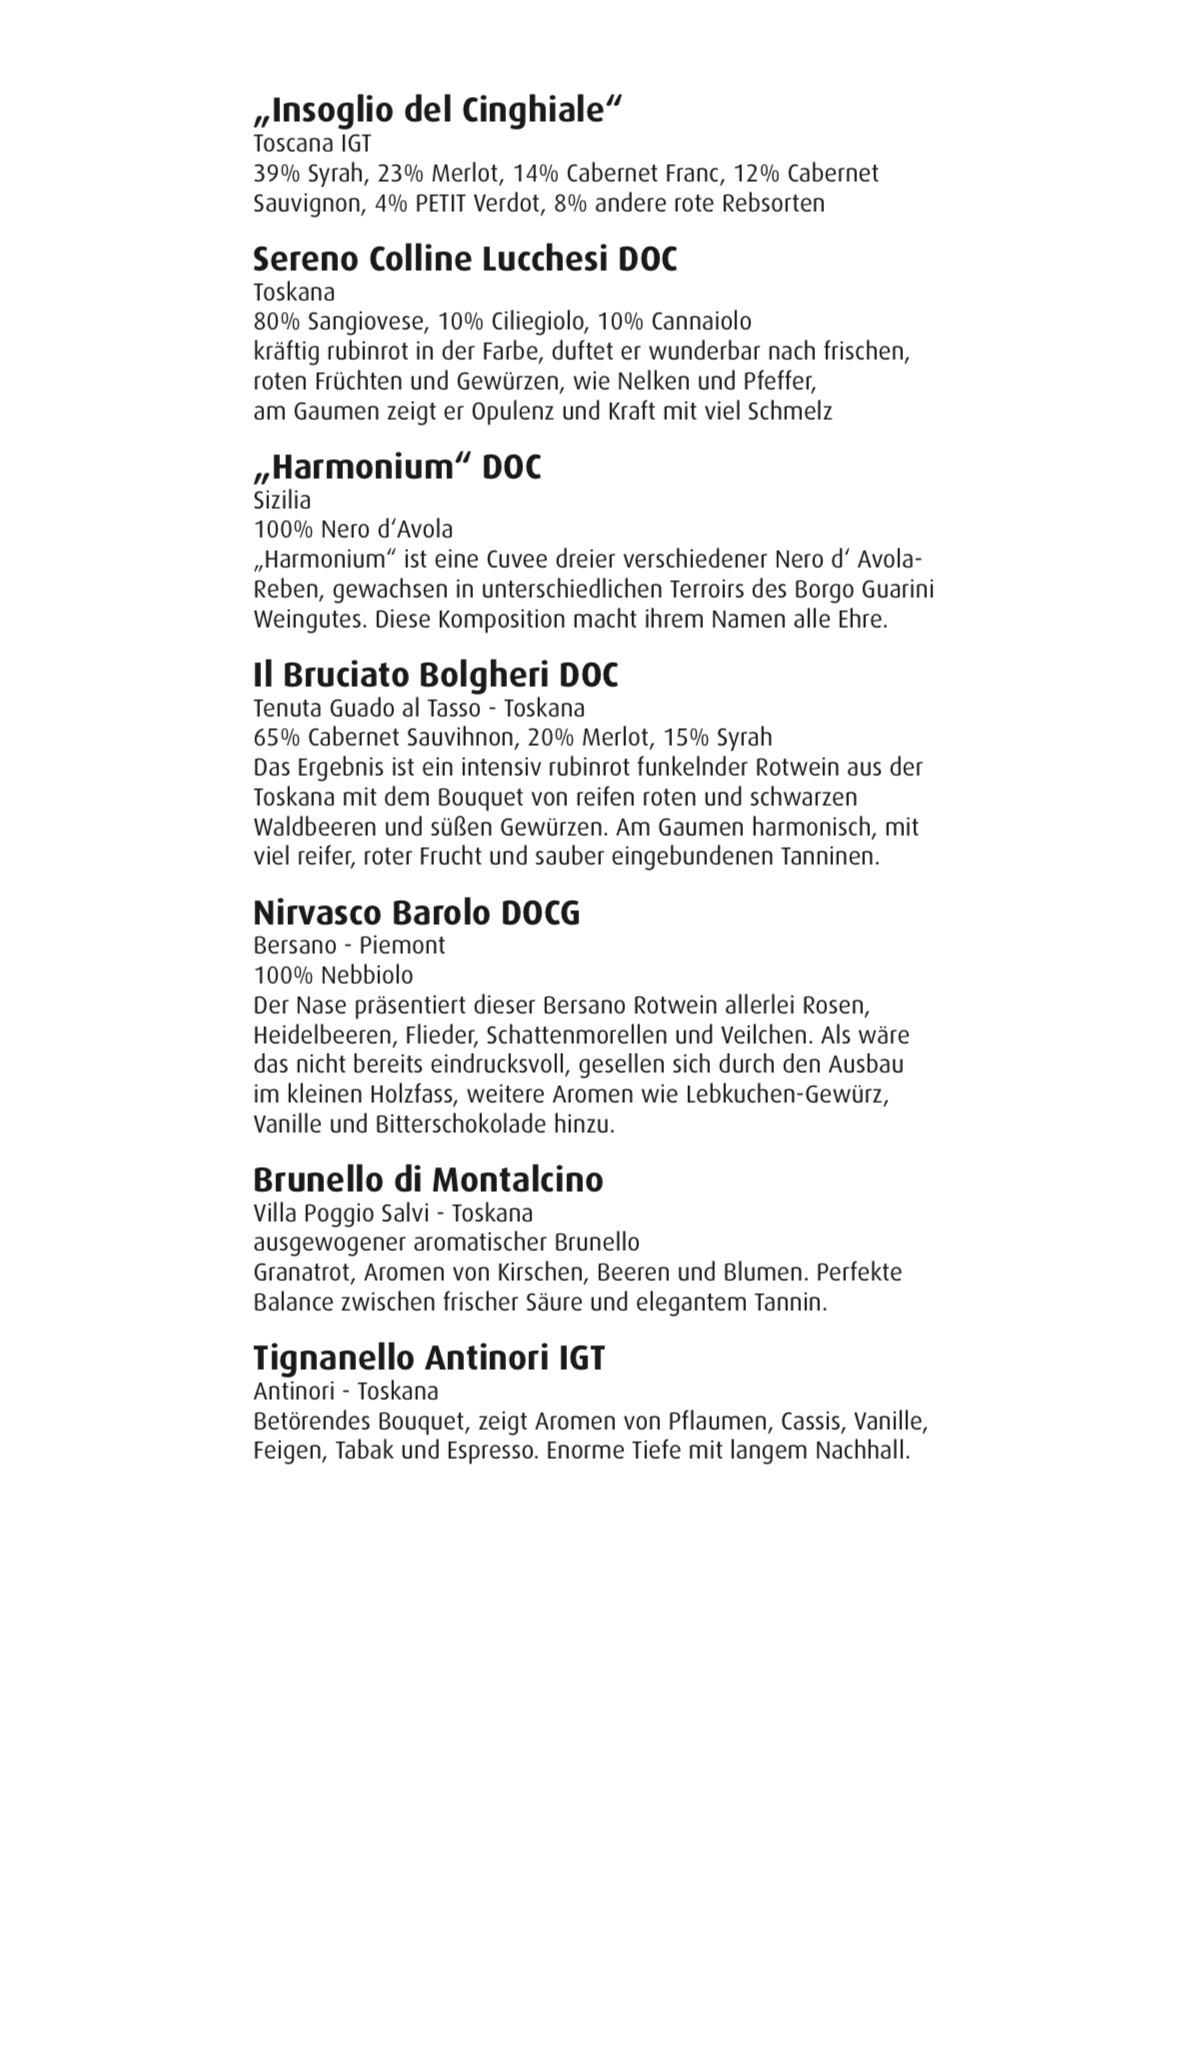 „Insoglio del Cinghiale“
Toscana IGT
39% Syrah, 23% Merlot, 14% Cabernet Franc, 12% Cabernet
Sauvignon, 4% PETIT Verdot, 8% andere rote Rebsorten
Sereno Colline Lucchesi DOC
Toskana
80% Sangiovese, 10% Ciliegiolo, 10% Cannaiolo
kräftig rubinrot in der Farbe, duftet er wunderbar nach frischen,
roten Früchten und Gewürzen, wie Nelken und Pfeffer,
am Gaumen zeigt er Opulenz und Kraft mit viel Schmelz
„Harmonium“ DOC
Sizilia
100% Nero d‘Avola
„Harmonium“ ist eine Cuvee dreier verschiedener Nero d‘ Avola-
Reben, gewachsen in unterschiedlichen Terroirs des Borgo Guarini
Weingutes. Diese Komposition macht ihrem Namen alle Ehre.
Il Bruciato Bolgheri DOC
Tenuta Guado al Tasso - Toskana
65% Cabernet Sauvihnon, 20% Merlot, 15% Syrah
Das Ergebnis ist ein intensiv rubinrot funkelnder Rotwein aus der
Toskana mit dem Bouquet von reifen roten und schwarzen
Waldbeeren und süßen Gewürzen. Am Gaumen harmonisch, mit
viel reifer, roter Frucht und sauber eingebundenen Tanninen.
Nirvasco Barolo DOCG
Bersano - Piemont
100% Nebbiolo
Der Nase präsentiert dieser Bersano Rotwein allerlei Rosen,
Heidelbeeren, Flieder, Schattenmorellen und Veilchen. Als wäre
das nicht bereits eindrucksvoll, gesellen sich durch den Ausbau
im kleinen Holzfass, weitere Aromen wie Lebkuchen-Gewürz,
Vanille und Bitterschokolade hinzu.
Brunello di Montalcino
Villa Poggio Salvi - Toskana
ausgewogener aromatischer Brunello
Granatrot, Aromen von Kirschen, Beeren und Blumen. Perfekte
Balance zwischen frischer Säure und elegantem Tannin.
Tignanello Antinori IGT
Antinori - Toskana
Betörendes Bouquet, zeigt Aromen von Pflaumen, Cassis, Vanille,
Feigen, Tabak und Espresso. Enorme Tiefe mit langem Nachhall.